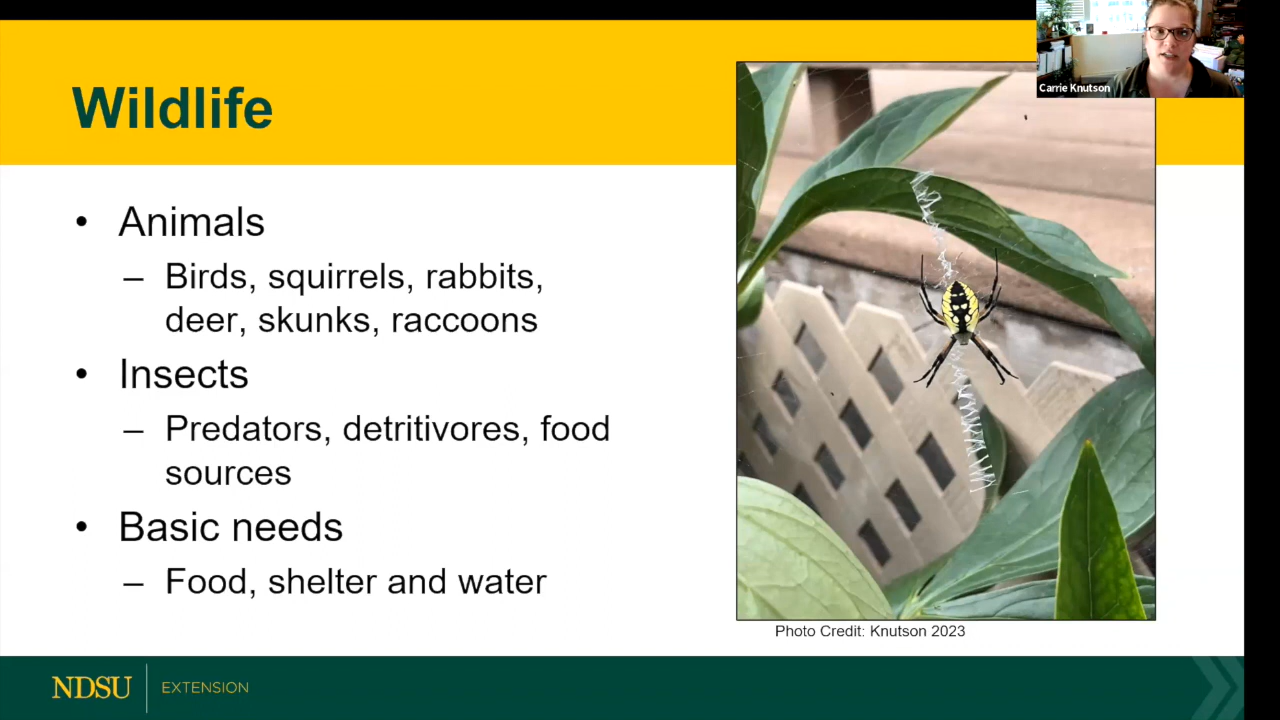 Wildlife
Carrie Knutson
• Animals
– Birds, squirrels, rabbits,
deer, skunks, raccoons
• Insects
– Predators, detritivores, food
sources
• Basic needs
– Food, shelter and water
Photo Credit: Knutson 2023
NDSU EXTENSION